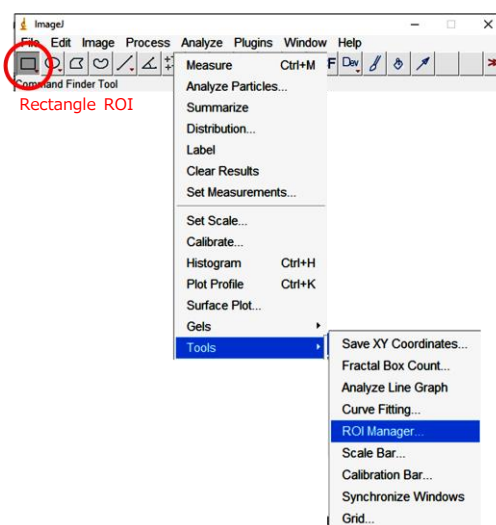 ImageJ
File Edit Image Process Analyze Plugins Window Help
Dev
Command Finder Tool
Rectangle ROI
Measure Ctrl+M
Analyze Particles...
Summarize
Distribution...
Label
Clear Results
Set Measurements...
Set Scale...
Calibrate...
Histogram Ctrl+H
Plot Profile Ctrl+K
Surface Plot...
Gels
Tools
Save XY Coordinates...
Fractal Box Count...
Analyze Line Graph
Curve Fitting...
ROI Manager...
Scale Bar...
Calibration Bar...
Synchronize Windows
Grid...